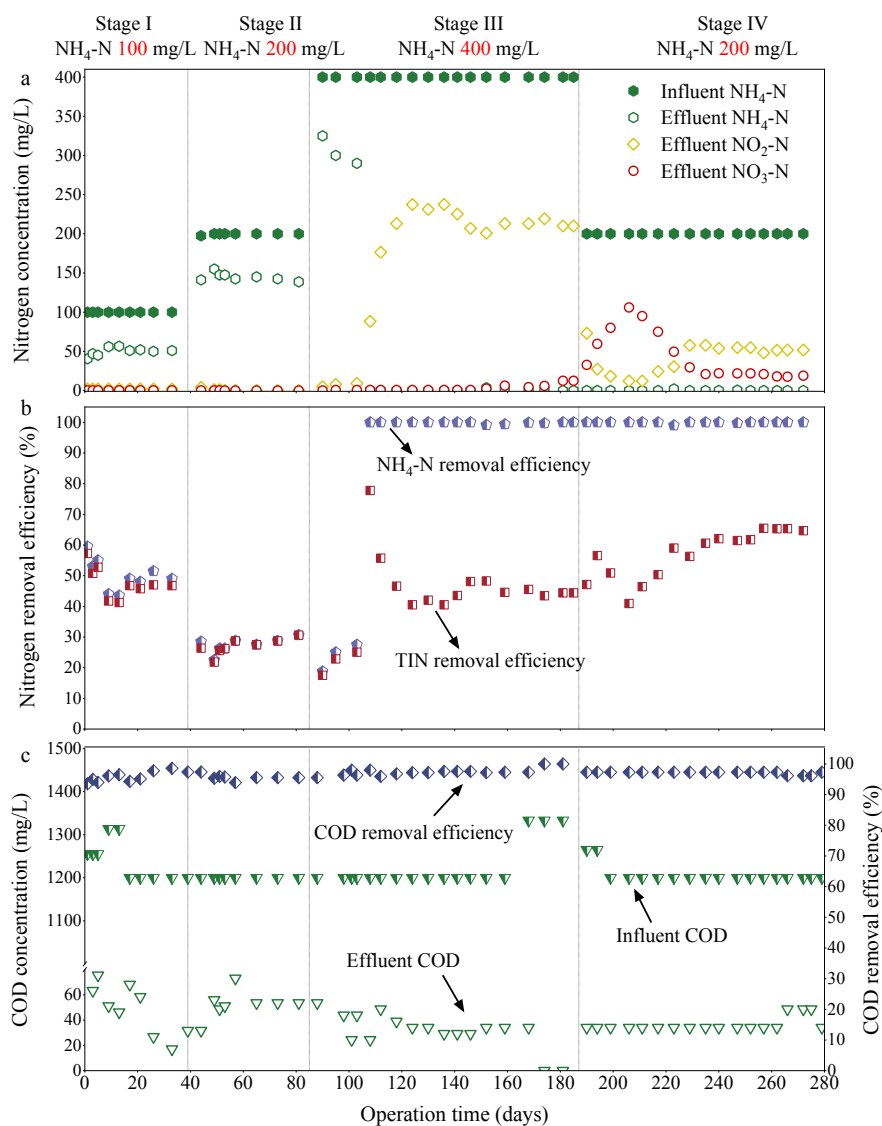 Stage I
NH₄-N 100 mg/L
Stage II
NH₄-N 200 mg/L
Stage III
NH₄-N 400 mg/L
Stage IV
NH₄-N 200 mg/L
a
Nitrogen concentration (mg/L)
400
350
300
250
200
150
100
50
0
Influent NH₄-N
Effluent NH₄-N
Effluent NO₂-N
Effluent NO₃-N
b
Nitrogen removal efficiency (%)
100
90
80
70
60
50
40
30
20
10
0
NH₄-N removal efficiency
TIN removal efficiency
c
COD concentration (mg/L)
1500
1400
1300
1200
1100
60
40
20
0
COD removal efficiency
Influent COD
Effluent COD
100
90
80
70
60
50
40
30
20
10
0
COD removal efficiency (%)
0 20 40 60 80 100 120 140 160 180 200 220 240 260 280
Operation time (days)